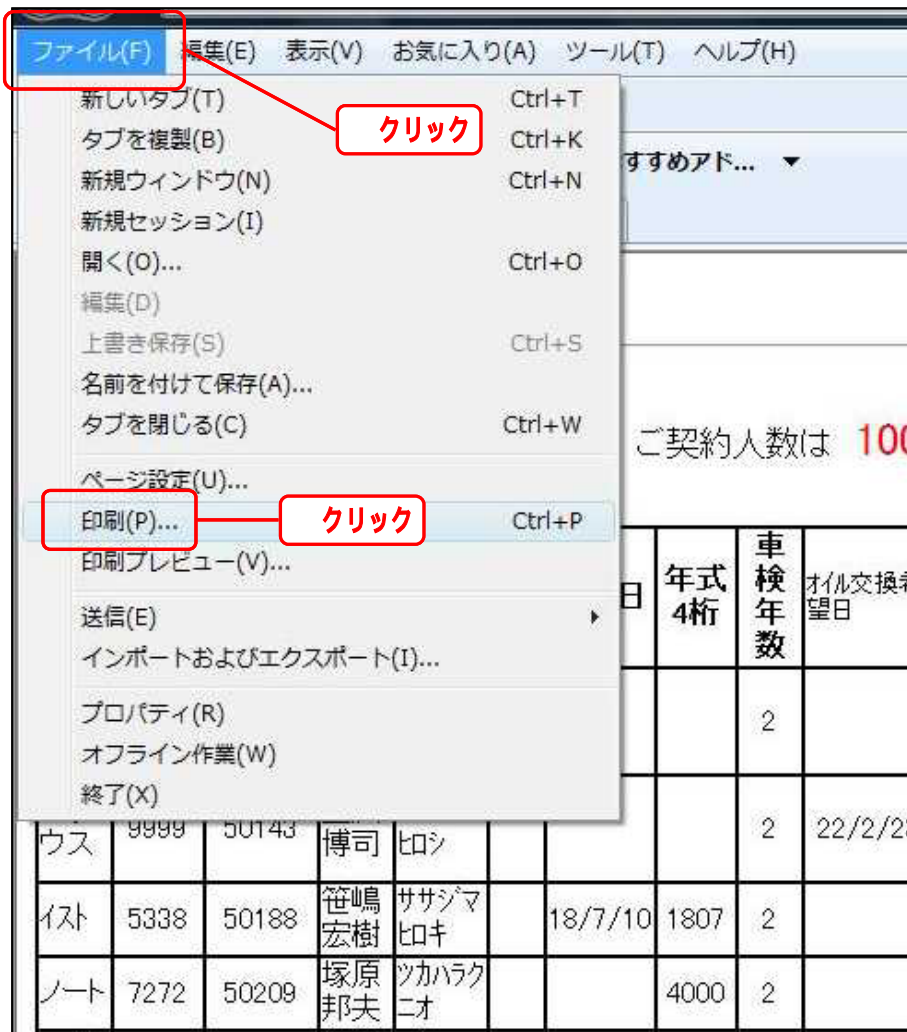 ファイル(F) 編集(E) 表示(V) お気に入り(A) ツール(T) ヘルプ(H)
新しいタブ(T) Ctrl+T
クリック
タブを複製(B) Ctrl+K
すすめアド... ▼
新規ウィンドウ(N) Ctrl+N
新規セッション(I)
開く(O)... Ctrl+O
編集(D)
上書き保存(S) Ctrl+S
名前を付けて保存(A)...
タブを閉じる(C) Ctrl+W
ご契約人数は 100
ページ設定(U)...
印刷(P)... クリック Ctrl+P
印刷プレビュー(V)...
日 年式4桁 車検年数 オイル交換希望日
送信(E)
インポートおよびエクスポート(I)...
プロパティ(R)
2
オフライン作業(W)
終了(X)
ウス 9999 50143 博司 ヒロシ 2 22/2/2
イスト 5338 50188 笹嶋宏樹 ササジマヒロキ 18/7/10 1807 2
ノート 7272 50209 塚原邦夫 ツカハラクニオ 4000 2